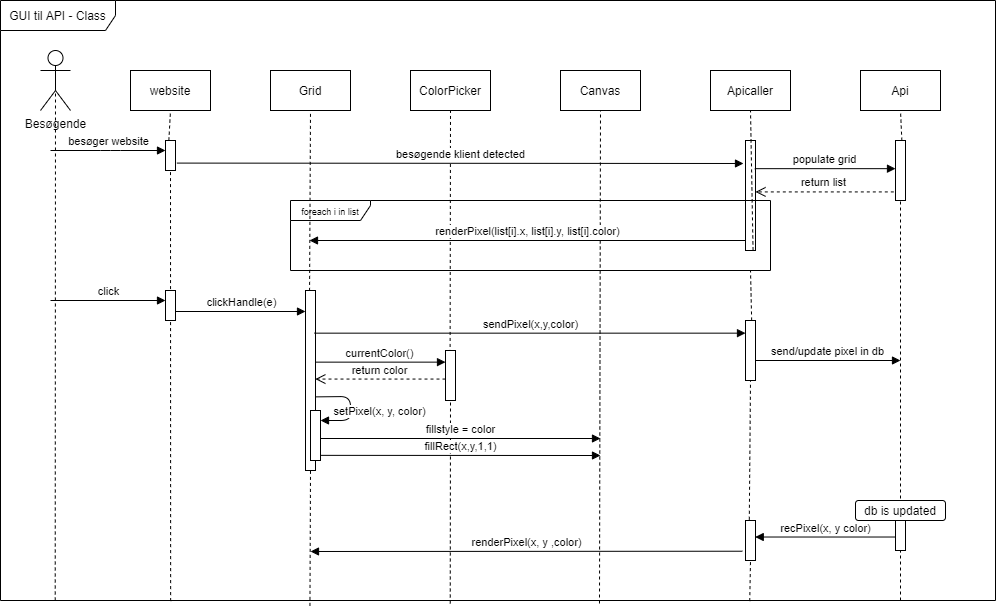 GUI til API - Class
Besøgende
website
Grid
ColorPicker
Canvas
Apicaller
Api
besøger website
besøgende klient detected
populate grid
return list
foreach i in list
renderPixel(list[i].x, list[i].y, list[i].color)
click
clickHandle(e)
sendPixel(x,y,color)
currentColor()
send/update pixel in db
return color
setPixel(x, y, color)
fillstyle = color
fillRect(x,y,1,1)
db is updated
recPixel(x, y color)
renderPixel(x, y ,color)